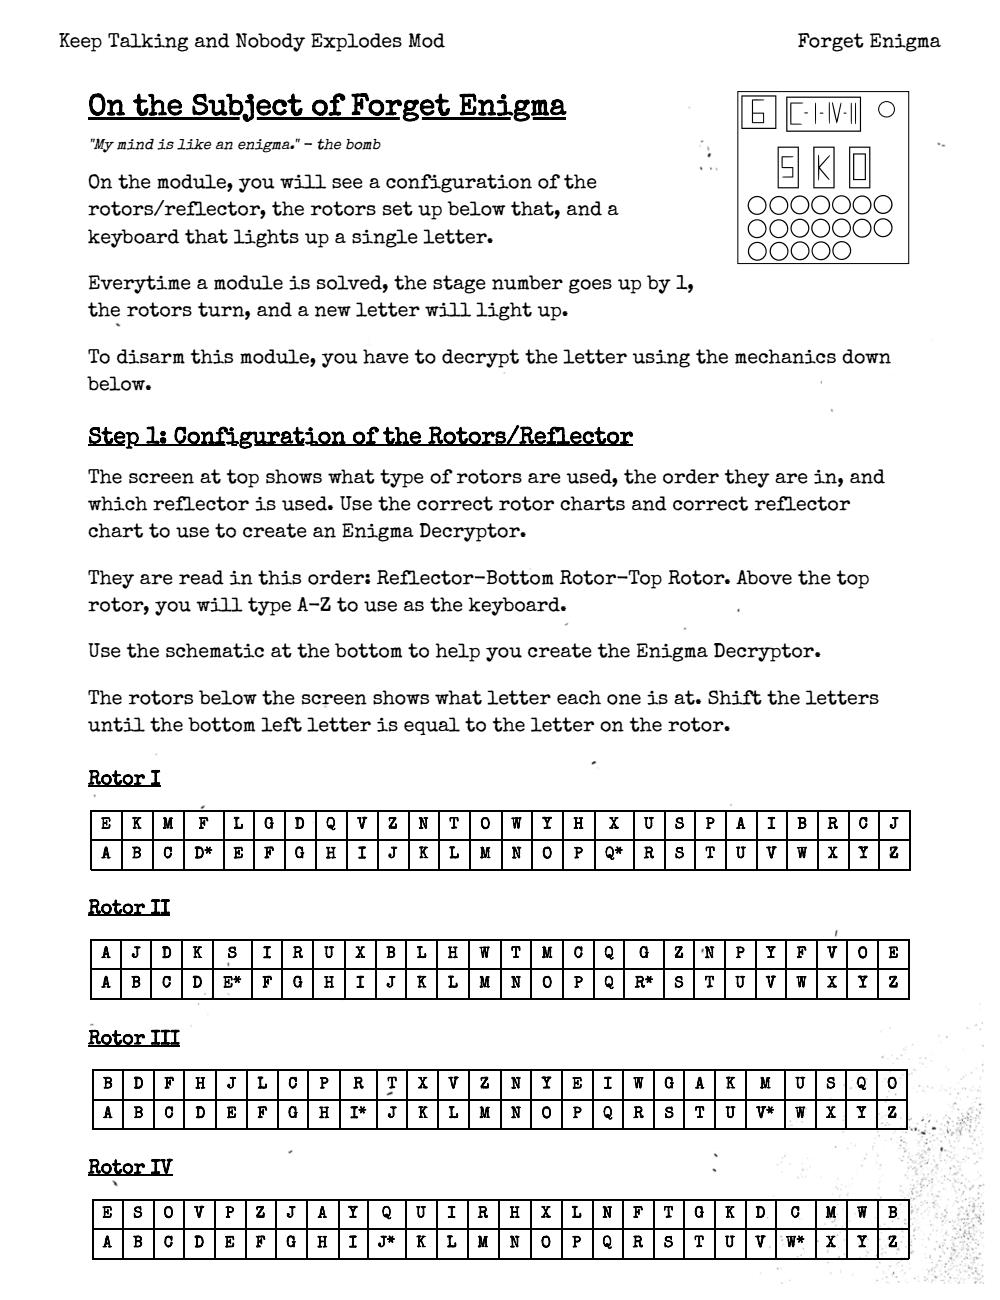 Keep Talking and Nobody Explodes Mod
Forget Enigma
On the Subject of Forget Enigma
6 C-I-IV-II
S K O
"My mind is like an enigma." - the bomb
On the module, you will see a configuration of the
rotors/reflector, the rotors set up below that, and a
keyboard that lights up a single letter.
Everytime a module is solved, the stage number goes up by 1,
the rotors turn, and a new letter will light up.
To disarm this module, you have to decrypt the letter using the mechanics down
below.
Step 1: Configuration of the Rotors/Reflector
The screen at top shows what type of rotors are used, the order they are in, and
which reflector is used. Use the correct rotor charts and correct reflector
chart to use to create an Enigma Decryptor.
They are read in this order: Reflector-Bottom Rotor-Top Rotor. Above the top
rotor, you will type A-Z to use as the keyboard.
Use the schematic at the bottom to help you create the Enigma Decryptor.
The rotors below the screen shows what letter each one is at. Shift the letters
until the bottom left letter is equal to the letter on the rotor.
Rotor I
E K M F L G D Q V Z N T O W Y H X U S P A I B R C J
A B C D* E F G H I J K L M N O P Q* R S T U V W X Y Z
Rotor II
A J D K S I R U X B L H W T M C Q G Z N P Y F V O E
A B C D E* F G H I J K L M N O P Q R* S T U V W X Y Z
Rotor III
B D F H J L C P R T X V Z N Y E I W G A K M U S Q O
A B C D E F G H I* J K L M N O P Q R S T U V* W X Y Z
Rotor IV
E S O V P Z J A Y Q U I R H X L N F T G K D C M W B
A B C D E F G H I J* K L M N O P Q R S T U V W* X Y Z